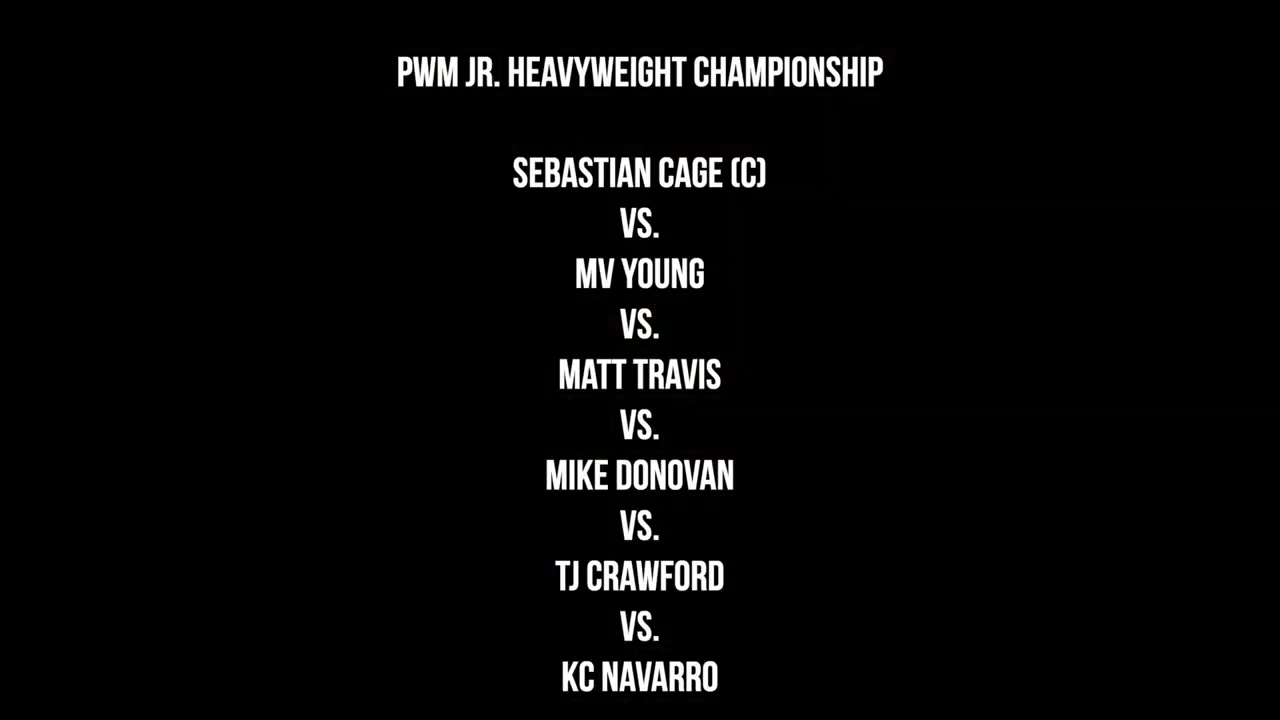 PWM JR. HEAVYWEIGHT CHAMPIONSHIP
SEBASTIAN CAGE (C)
VS.
MV YOUNG
VS.
MATT TRAVIS
VS.
MIKE DONOVAN
VS.
TJ CRAWFORD
VS.
KC NAVARRO